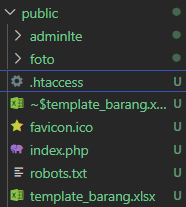 public
adminlte
foto
.htaccess U
~$template_barang.x... U
favicon.ico U
index.php U
robots.txt U
template_barang.xlsx U